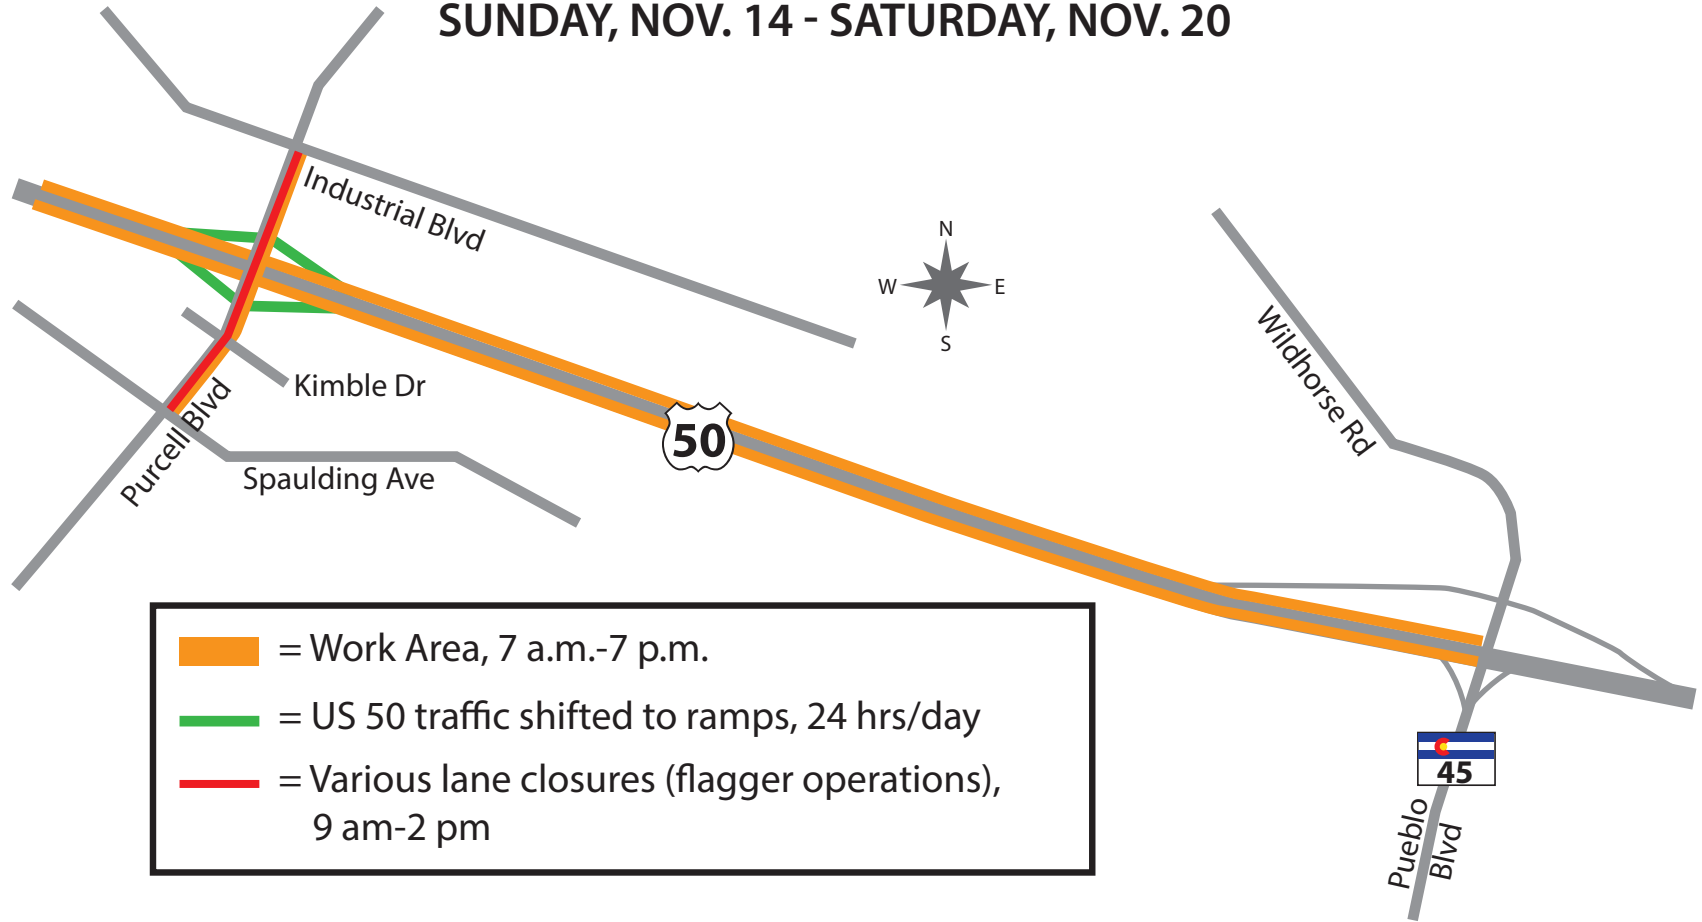 SUNDAY, NOV. 14 - SATURDAY, NOV. 20
Industrial Blvd
N
W
E
S
Wildhorse Rd
Kimble Dr
Purcell Blvd
50
Spaulding Ave
= Work Area, 7 a.m.-7 p.m.
= US 50 traffic shifted to ramps, 24 hrs/day
= Various lane closures (flagger operations),
9 am-2 pm
45
Pueblo
Blvd